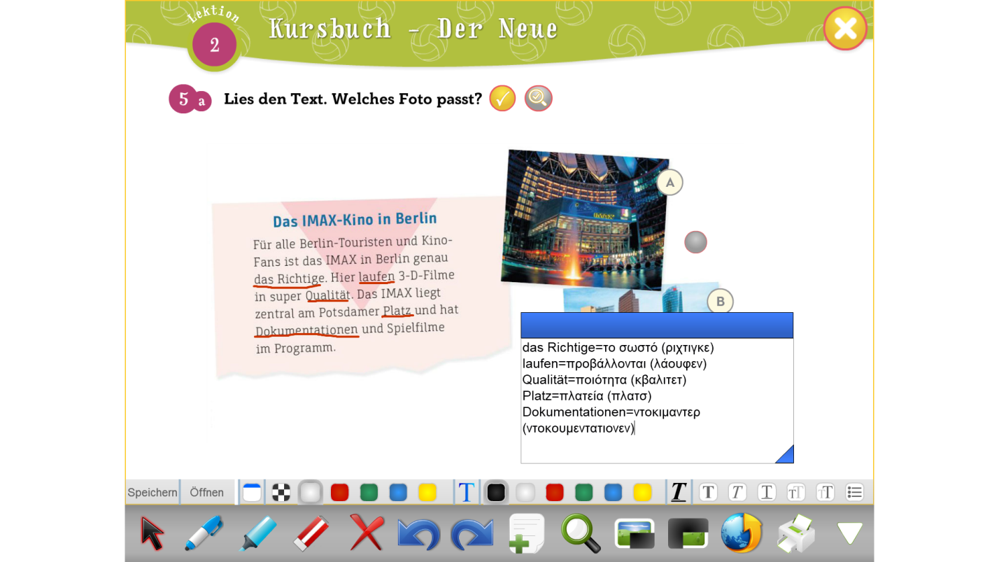 Lektion
2
Kursbuch - Der Neue
5 a Lies den Text. Welches Foto passt?
A
IMAX
Das IMAX-Kino in Berlin
Für alle Berlin-Touristen und Kino-
Fans ist das IMAX in Berlin genau
das Richtige. Hier laufen 3-D-Filme
in super Qualität. Das IMAX liegt
zentral am Potsdamer Platz und hat
Dokumentationen und Spielfilme
im Programm.
B
das Richtige=το σωστό (ριχτιγκε)
laufen=προβάλλονται (λάουφεν)
Qualität=ποιότητα (κβαλιτετ)
Platz=πλατεία (πλατσ)
Dokumentationen=ντοκιμαντερ
(ντοκουμεντατιονεν)
Speichern Öffnen T T T T T TT TT